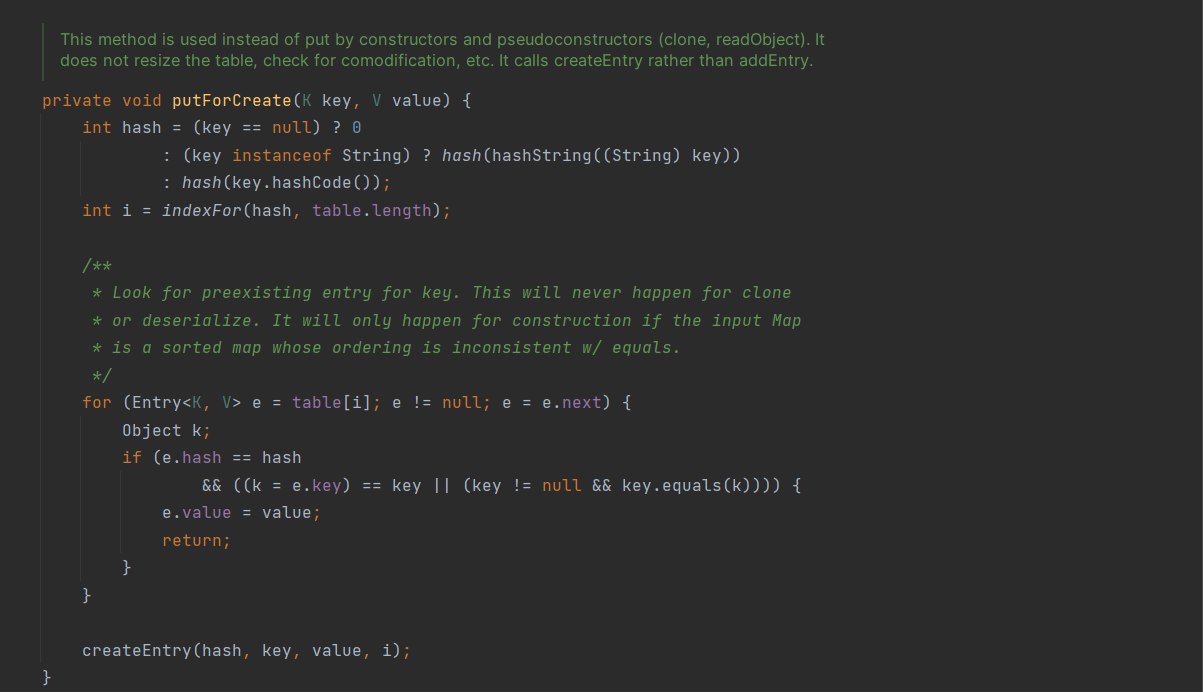 This method is used instead of put by constructors and pseudoconstructors (clone, readObject). It
does not resize the table, check for comodification, etc. It calls createEntry rather than addEntry.
private void putForCreate(K key, V value) {
    int hash = (key == null) ? 0
            : (key instanceof String) ? hash(hashString((String) key))
            : hash(key.hashCode());
    int i = indexFor(hash, table.length);

    /**
     * Look for preexisting entry for key. This will never happen for clone
     * or deserialize. It will only happen for construction if the input Map
     * is a sorted map whose ordering is inconsistent w/ equals.
     */
    for (Entry<K, V> e = table[i]; e != null; e = e.next) {
        Object k;
        if (e.hash == hash
                && ((k = e.key) == key || (key != null && key.equals(k)))) {
            e.value = value;
            return;
        }
    }

    createEntry(hash, key, value, i);
}